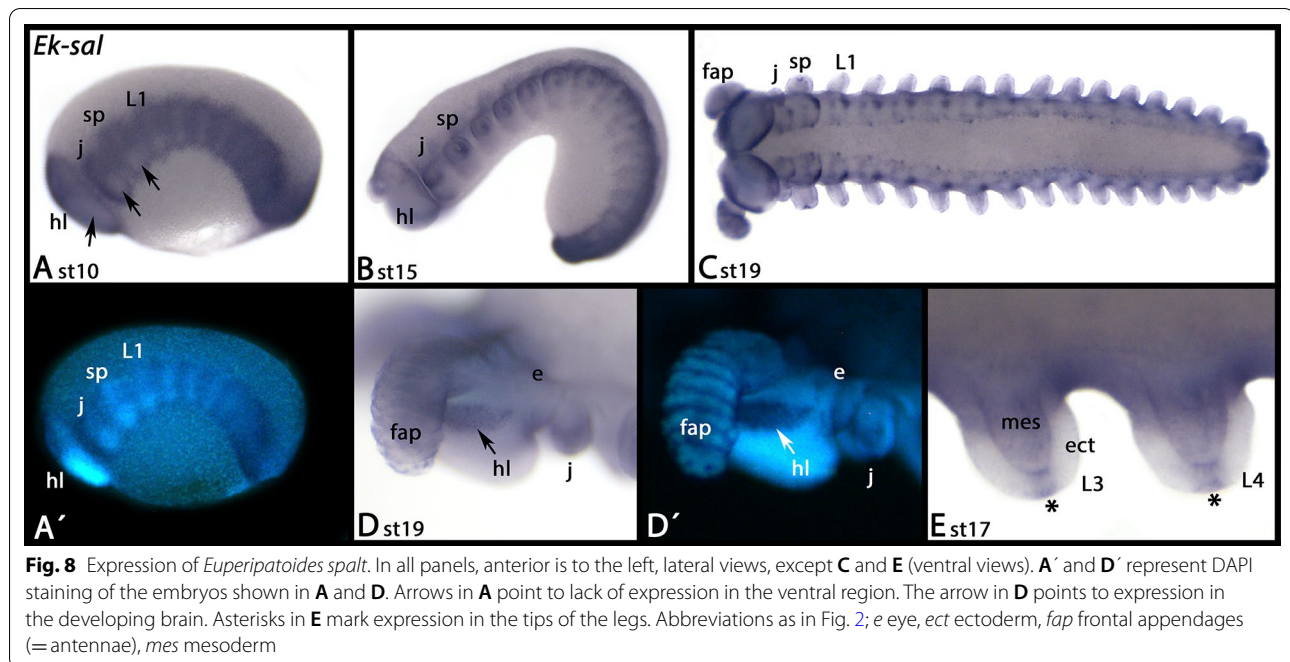 Ek-sal
L1
sp
j
hl
A st10
j
sp
hl
B st15
fap
j
sp
L1
C st19
L1
sp
j
hl
A´
e
fap
hl
j
D st19
e
fap
hl
j
D´
mes
ect
L3
L4
*
*
E st17
Fig. 8 Expression of Euperipatoides spalt. In all panels, anterior is to the left, lateral views, except C and E (ventral views). A´ and D´ represent DAPI
staining of the embryos shown in A and D. Arrows in A point to lack of expression in the ventral region. The arrow in D points to expression in
the developing brain. Asterisks in E mark expression in the tips of the legs. Abbreviations as in Fig. 2; e eye, ect ectoderm, fap frontal appendages
(= antennae), mes mesoderm